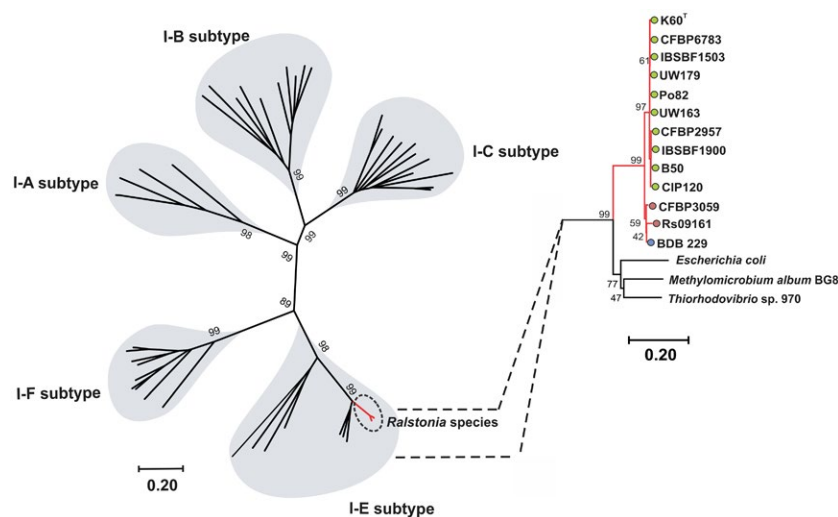 I-B subtype
I-C subtype
I-A subtype
I-F subtype
I-E subtype
Ralstonia species
99
99
98
99
99
89
99
98
99
0.20
K60T
CFBP6783
IBSBF1503
UW179
Po82
UW163
CFBP2957
IBSBF1900
B50
CIP120
CFBP3059
Rs09161
BDB 229
Escherichia coli
Methylomicrobium album BG8
Thiorhodovibrio sp. 970
61
97
99
99
59
42
77
47
0.20